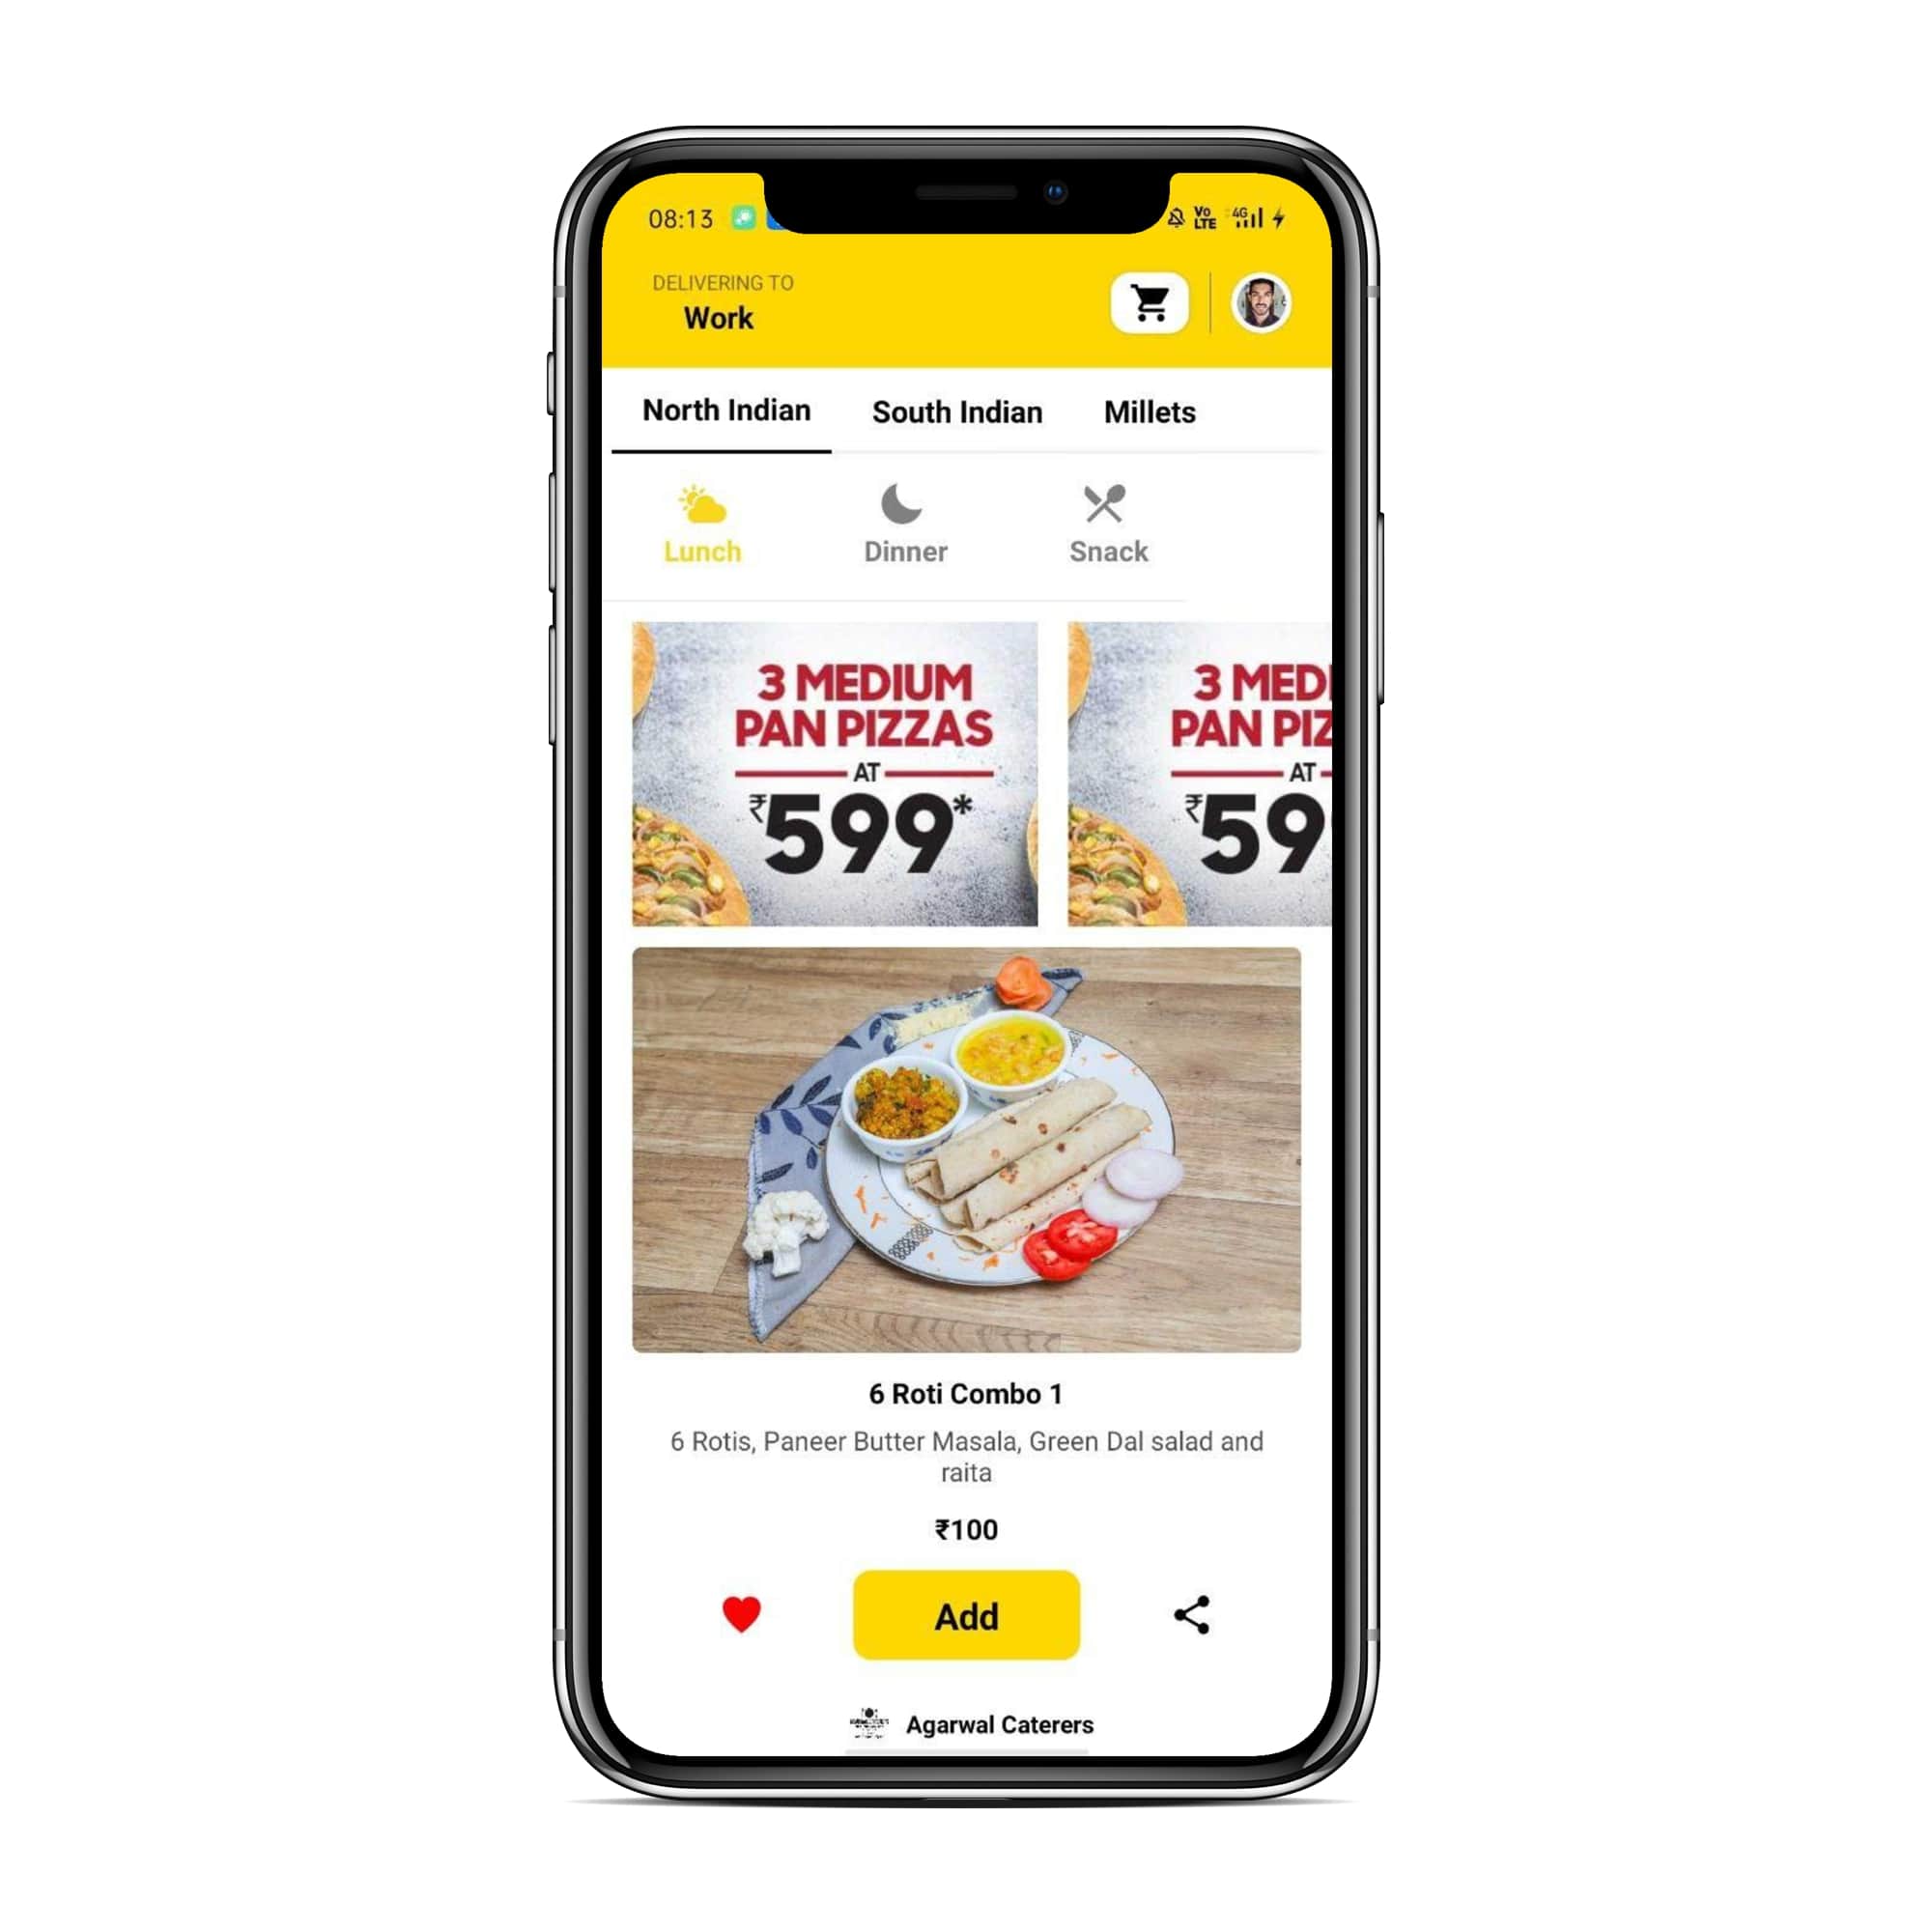 08:13
Vo
LTE
4G
DELIVERING TO
Work
North Indian
South Indian
Millets
Lunch
Dinner
Snack
3 MEDIUM
PAN PIZZAS
AT
₹599*
3 MEDI
PAN PIZ
AT
₹59
6 Roti Combo 1
6 Rotis, Paneer Butter Masala, Green Dal salad and
raita
₹100
Add
Agarwal Caterers